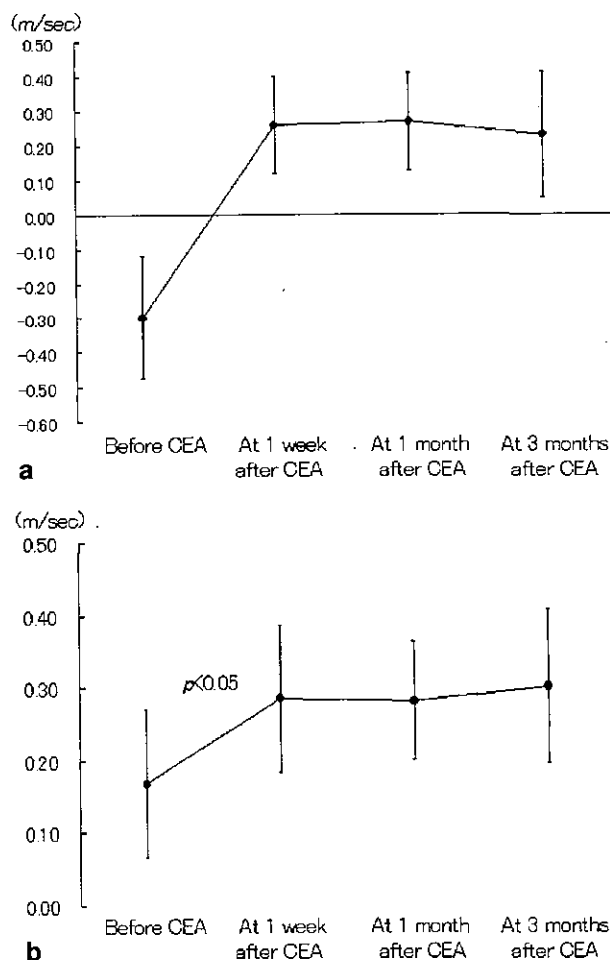 (m/sec)
0.50
0.40
0.30
0.20
0.10
0.00
-0.10
-0.20
-0.30
-0.40
-0.50
-0.60
Before CEA At 1 week At 1 month At 3 months
after CEA after CEA after CEA
a
(m/sec)
0.50
0.40
0.30
0.20
0.10
0.00
p<0.05
Before CEA At 1 week At 1 month At 3 months
after CEA after CEA after CEA
b